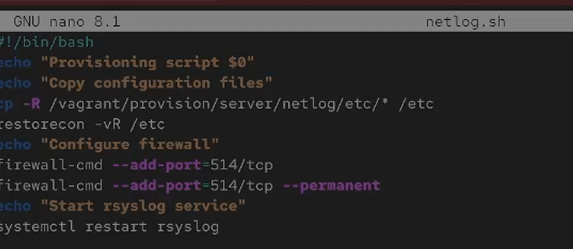 GNU nano 8.1 netlog.sh
#!/bin/bash
echo "Provisioning script $0"
echo "Copy configuration files"
cp -R /vagrant/provision/server/netlog/etc/* /etc
restorecon -vR /etc
echo "Configure firewall"
firewall-cmd --add-port=514/tcp
firewall-cmd --add-port=514/tcp --permanent
echo "Start rsyslog service"
systemctl restart rsyslog